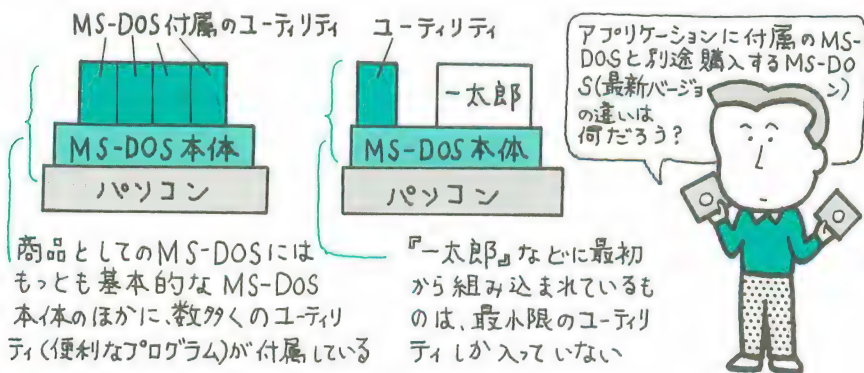 MS-DOS付属のユーティリティ
MS-DOS本体
パソコン
商品としてのMS-DOSには
もっとも基本的なMS-DOS
本体のほかに、数多くのユーティリ
ティ(便利なプログラム)が付属している
ユーティリティ
一太郎
MS-DOS本体
パソコン
『一太郎』などに最初
から組み込まれているも
のは、最小限のユーティリ
ティしか入っていない
アプリケーションに付属のMS-
DOSと別途購入するMS-DO
S(最新バージョン)
の違いは
何だろう?